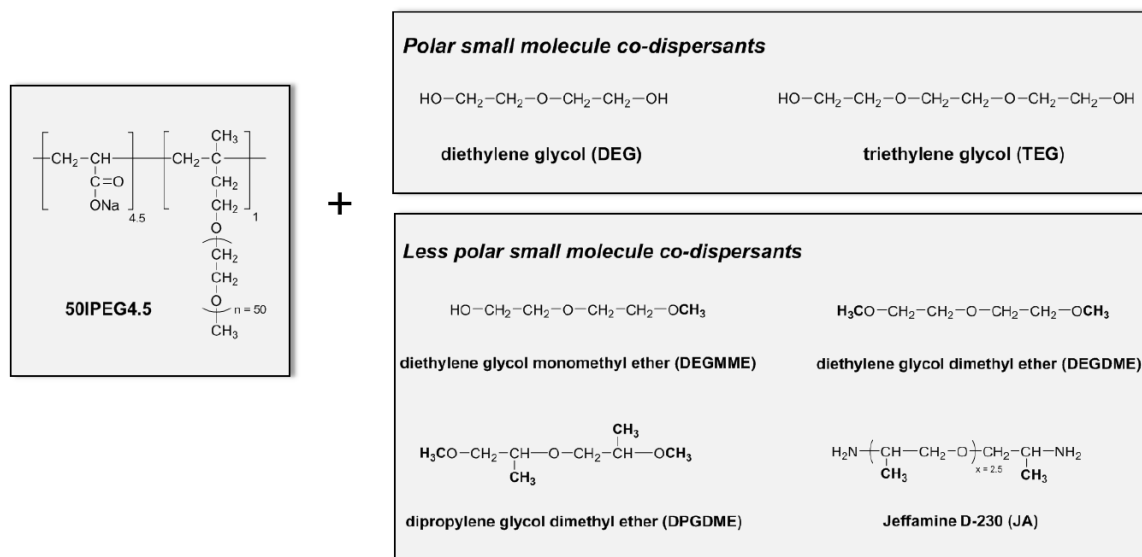 Polar small molecule co-dispersants
HO-CH2-CH2-O-CH2-CH2-OH
HO-CH2-CH2-O-CH2-CH2-O-CH2-CH2-OH
diethylene glycol (DEG)
triethylene glycol (TEG)
CH3
CH2-CH
CH2-C
C=O
CH2
ONa
4.5
CH2
1
O
CH2
CH2
O
n = 50
CH3
50IPEG4.5
+
Less polar small molecule co-dispersants
HO-CH2-CH2-O-CH2-CH2-OCH3
H3CO-CH2-CH2-O-CH2-CH2-OCH3
diethylene glycol monomethyl ether (DEGMME)
diethylene glycol dimethyl ether (DEGDME)
CH3
H3CO-CH2-CH-O-CH2-CH-OCH3
CH3
H2N-(CH-CH2-O)-CH2-CH-NH2
x = 2.5
CH3
CH3
dipropylene glycol dimethyl ether (DPGDME)
Jeffamine D-230 (JA)